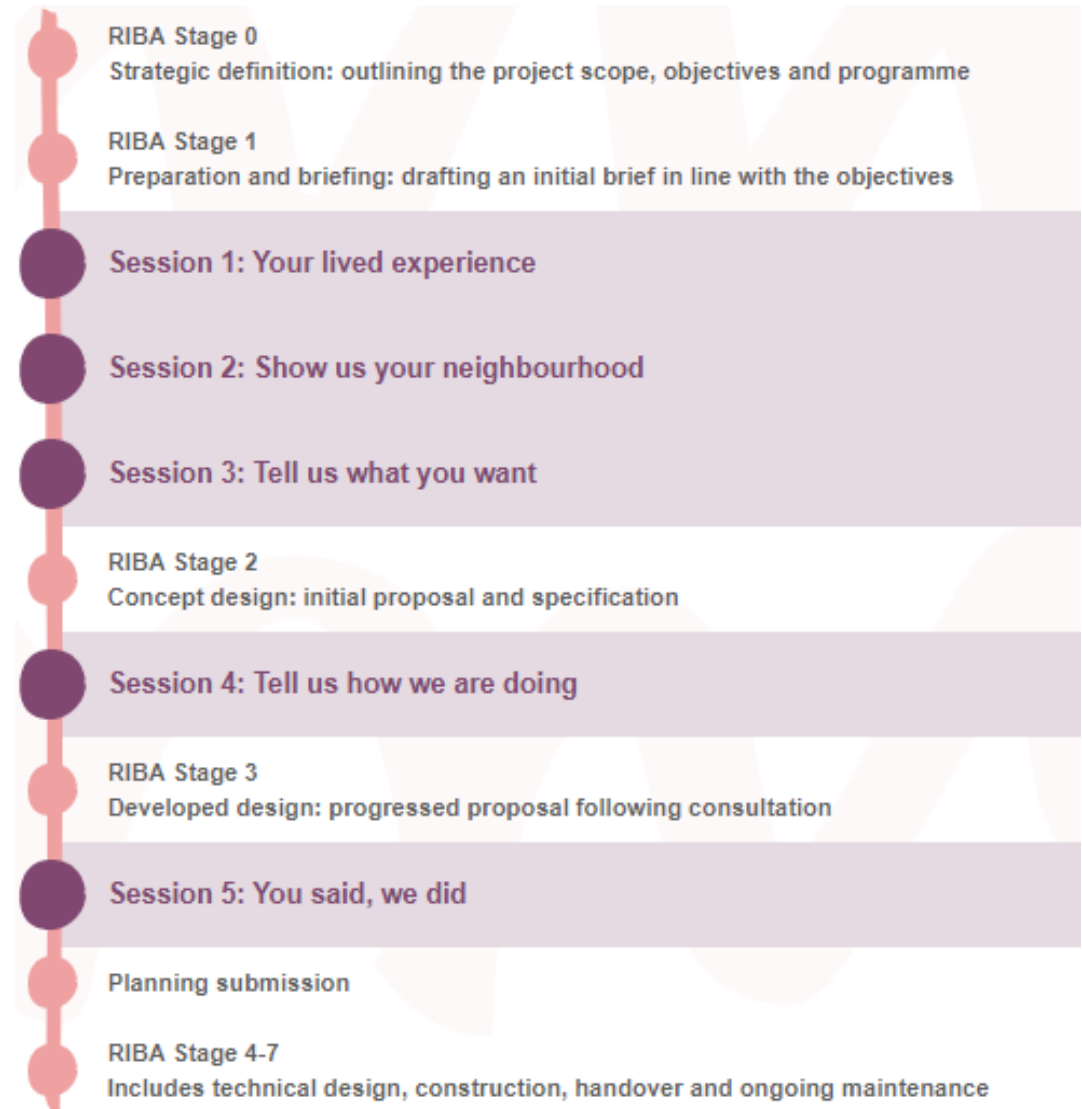 RIBA Stage 0
Strategic definition: outlining the project scope, objectives and programme
RIBA Stage 1
Preparation and briefing: drafting an initial brief in line with the objectives
Session 1: Your lived experience
Session 2: Show us your neighbourhood
Session 3: Tell us what you want
RIBA Stage 2
Concept design: initial proposal and specification
Session 4: Tell us how we are doing
RIBA Stage 3
Developed design: progressed proposal following consultation
Session 5: You said, we did
Planning submission
RIBA Stage 4-7
Includes technical design, construction, handover and ongoing maintenance